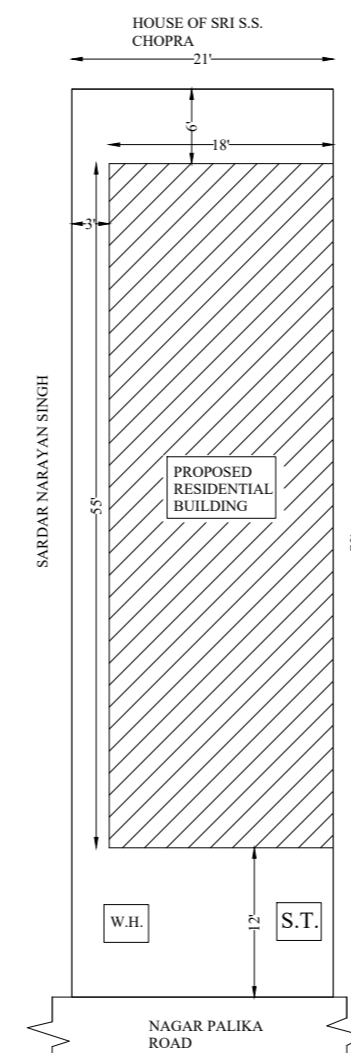 HOUSE OF SRI S.S.
CHOPRA
21'
6'
18'
3'
SARDAR NARAYAN SINGH
55'
PROPOSED
RESIDENTIAL
BUILDING
W.H.
12'
S.T.
NAGAR PALIKA
ROAD